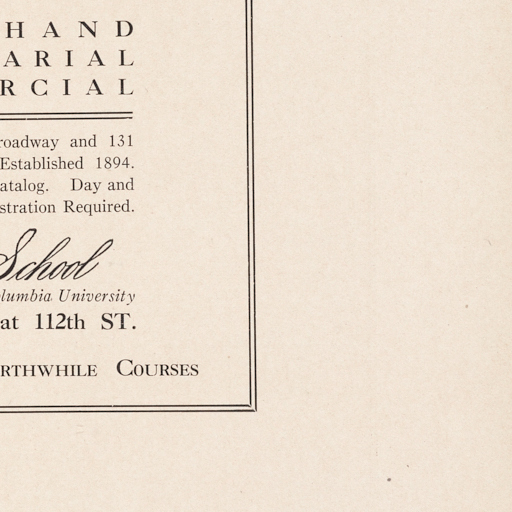 HAND
ARIAL
RCIAL
roadway and 131
Established 1894.
atalog. Day and
stration Required.
School
lumbia University
at 112th ST.
RTHWHILE COURSES